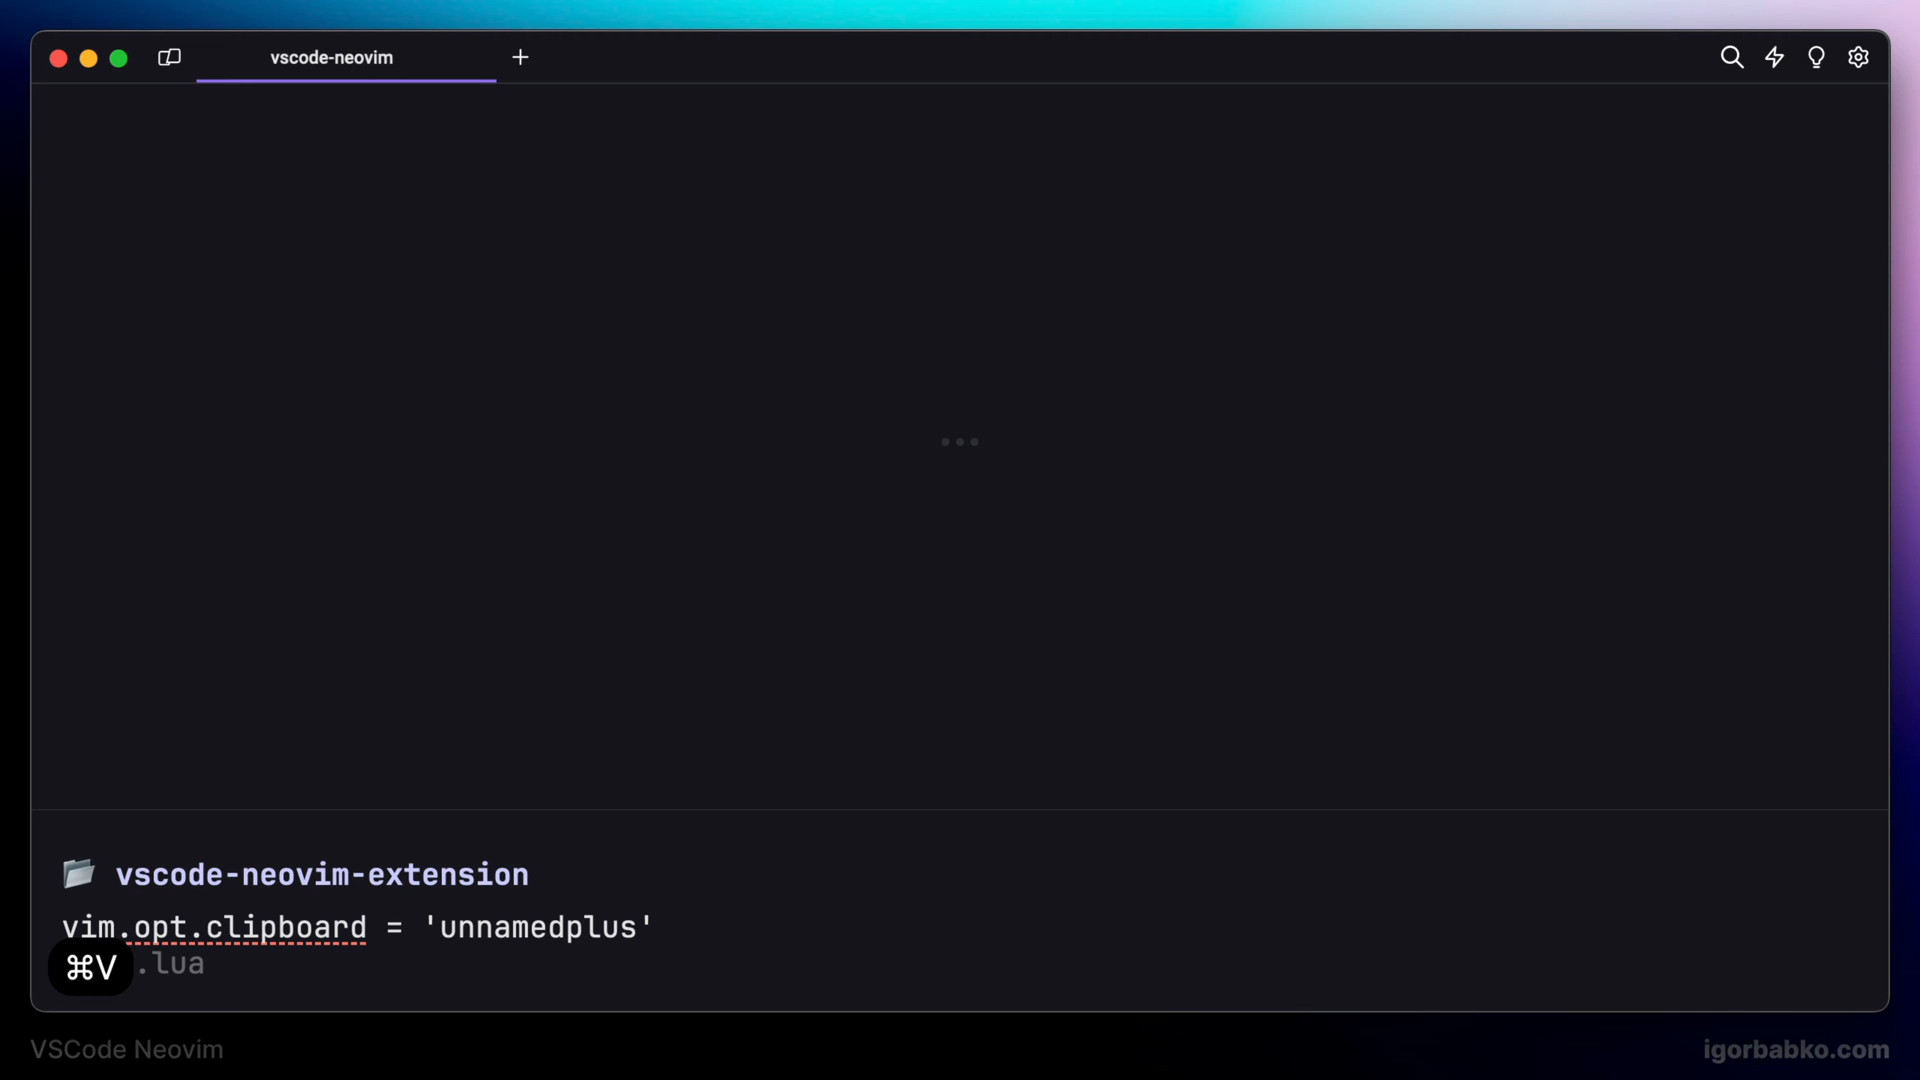 vscode-neovim
vscode-neovim-extension
vim.opt.clipboard = 'unnamedplus'
⌘V .lua
VSCode Neovim
igorbabko.com